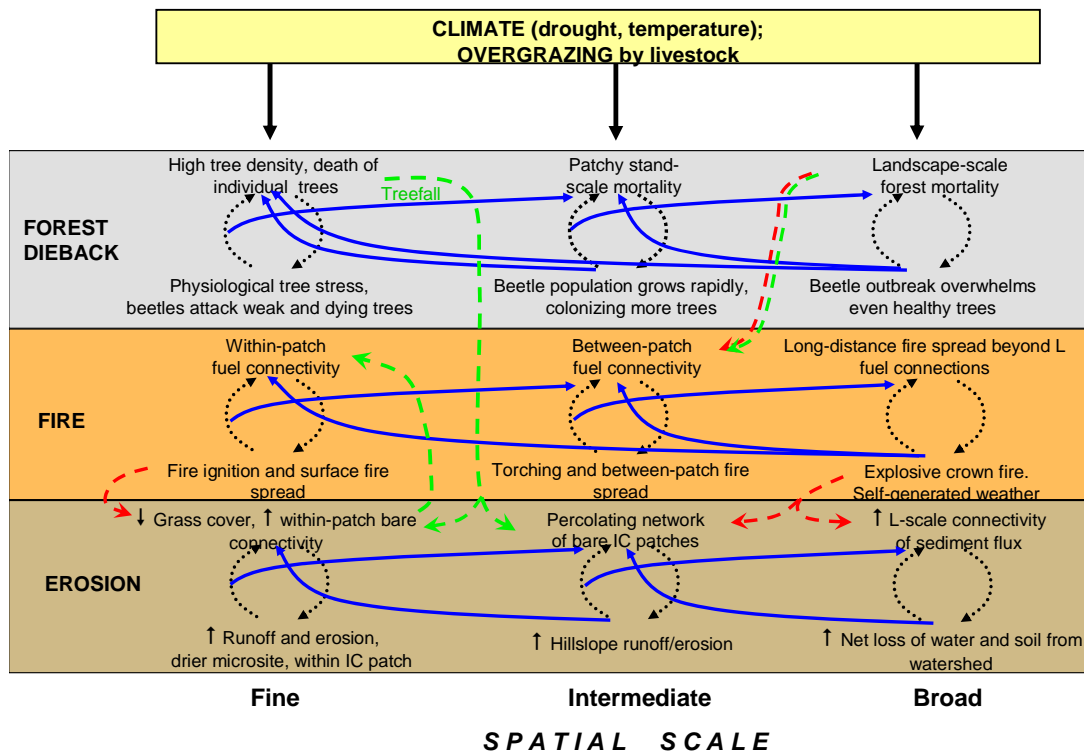 CLIMATE (drought, temperature);
OVERGRAZING by livestock
High tree density, death of
individual trees
Treefall
Patchy stand-
scale mortality
Landscape-scale
forest mortality
FOREST
DIEBACK
Physiological tree stress,
beetles attack weak and dying trees
Beetle population grows rapidly,
colonizing more trees
Beetle outbreak overwhelms
even healthy trees
Within-patch
fuel connectivity
Between-patch
fuel connectivity
Long-distance fire spread beyond L
fuel connections
FIRE
Fire ignition and surface fire
spread
Torching and between-patch fire
spread
Explosive crown fire.
Self-generated weather
↓ Grass cover, ↑ within-patch bare
connectivity
Percolating network
of bare IC patches
↑ L-scale connectivity
of sediment flux
EROSION
↑ Runoff and erosion,
drier microsite, within IC patch
↑ Hillslope runoff/erosion
↑ Net loss of water and soil from
watershed
Fine
Intermediate
Broad
SPATIAL SCALE